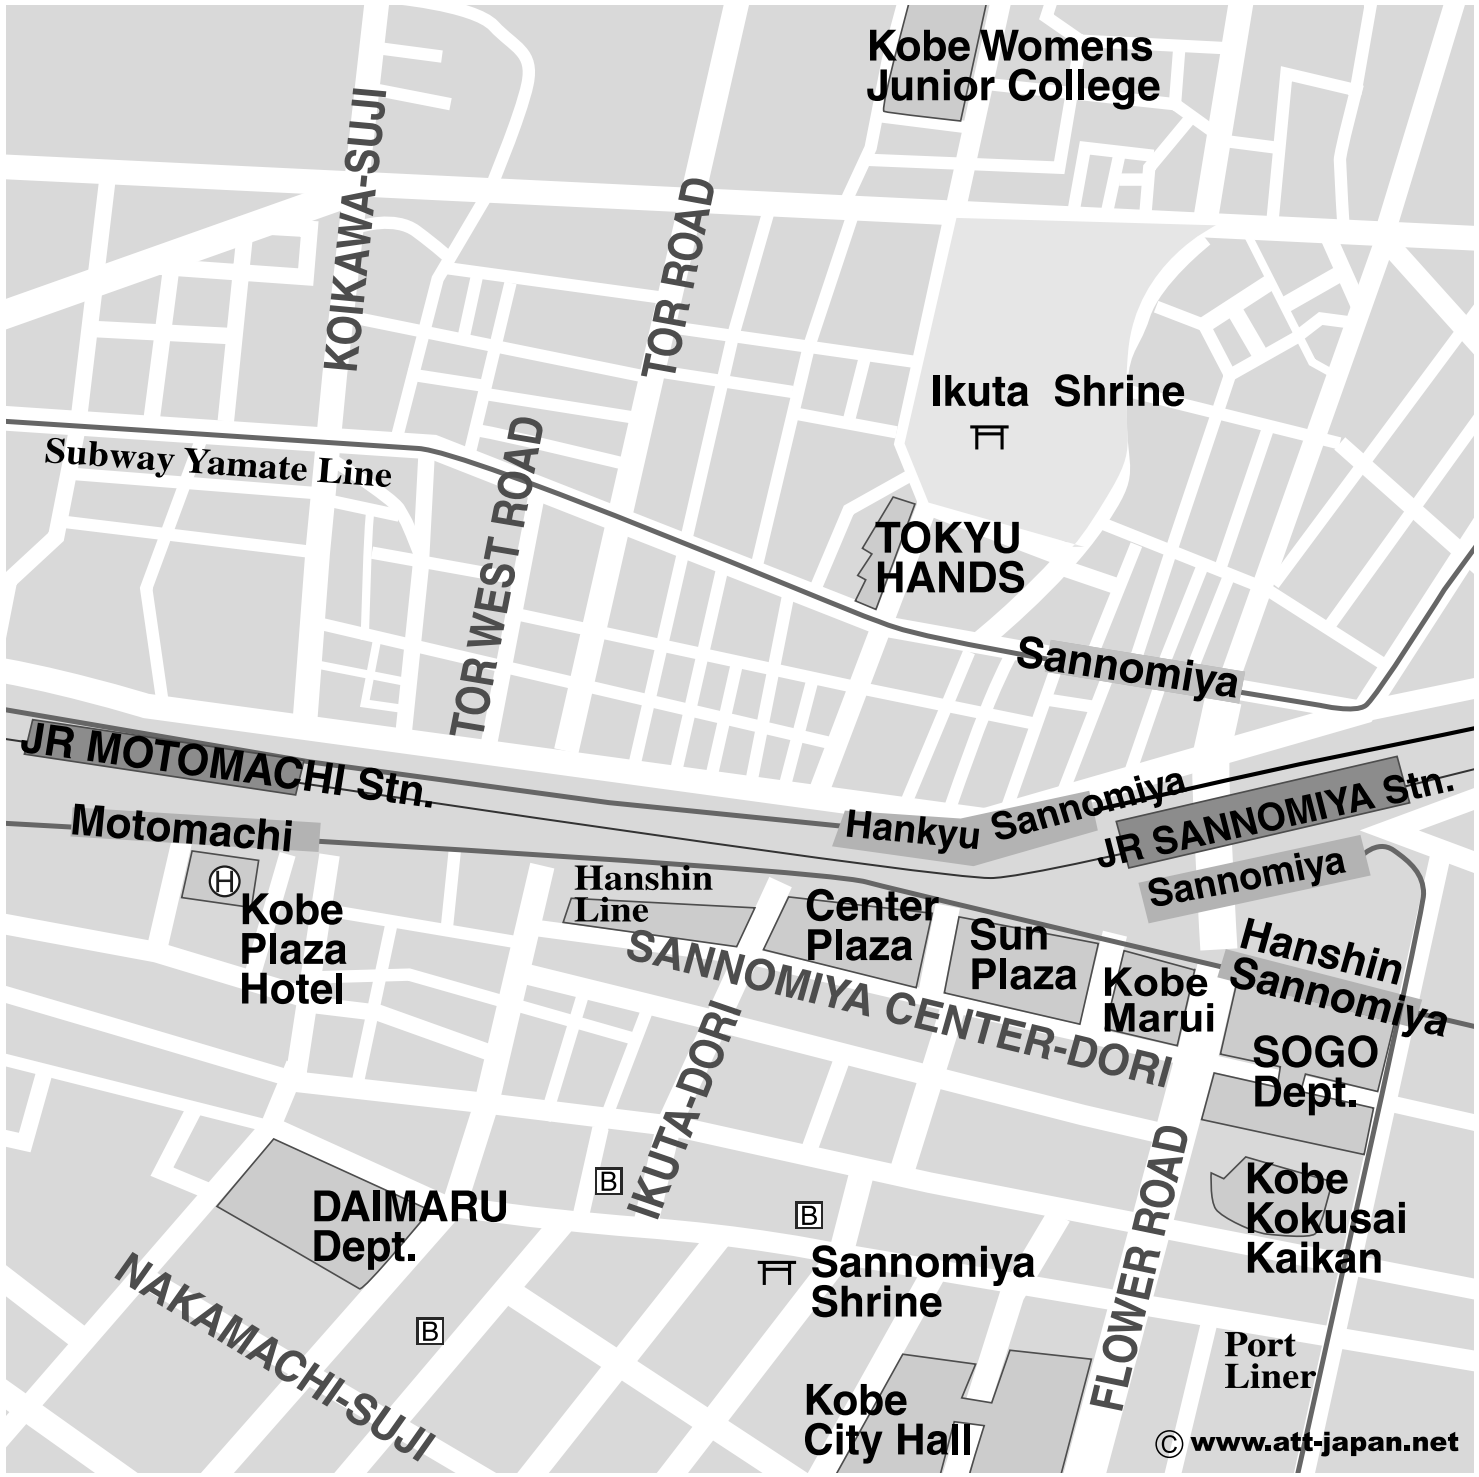 Kobe Womens
Junior College
KOIKAWA-SUJI
TOR ROAD
Ikuta Shrine
Subway Yamate Line
TOR WEST ROAD
TOKYU
HANDS
Sannomiya
JR MOTOMACHI Stn.
Motomachi
Hankyu Sannomiya
JR SANNOMIYA Stn.
Sannomiya
H
Kobe
Plaza
Hotel
Hanshin
Line
Center
Plaza
Sun
Plaza
Kobe
Marui
Hanshin
Sannomiya
SANNOMIYA CENTER-DORI
SOGO
Dept.
IKUTA-DORI
FLOWER ROAD
B
B
Kobe
Kokusai
Kaikan
DAIMARU
Dept.
Sannomiya
Shrine
NAKAMACHI-SUJI
B
Port
Liner
Kobe
City Hall
© www.att-japan.net